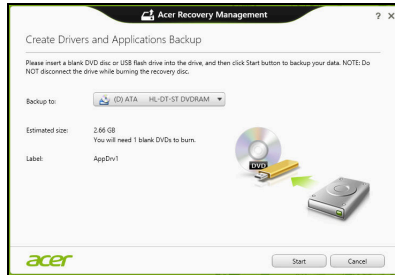 Acer Recovery Management
? X
Create Drivers and Applications Backup
Please insert a blank DVD disc or USB flash drive into the drive, and then click Start button to backup your data. NOTE: Do
NOT disconnect the drive while burning the recovery disc.
Backup to: (D) ATA HL-DT-ST DVDRAM
Estimated size: 2.66 GB
You will need 1 blank DVDs to burn.
Label: AppDrv1
DVD
acer Start Cancel